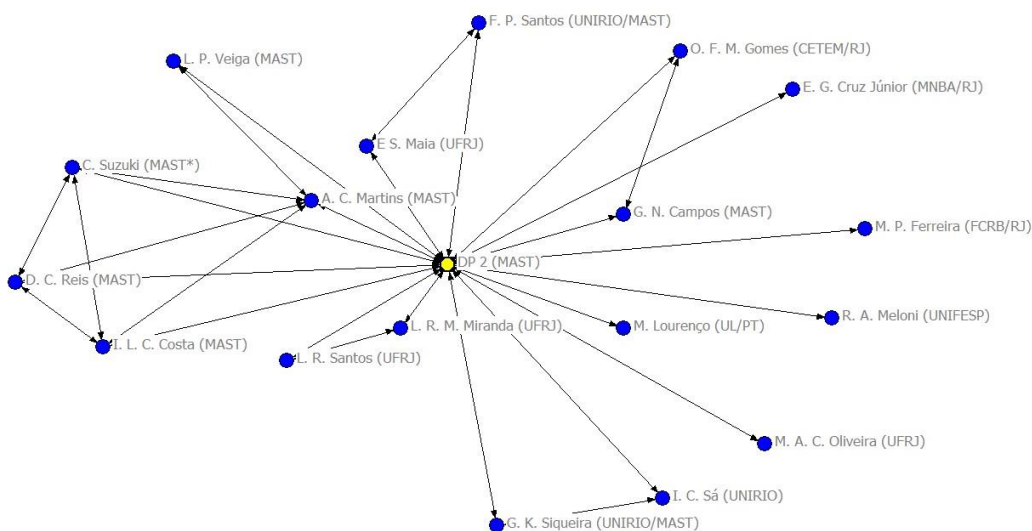 F. P. Santos (UNIRIO/MAST)
O. F. M. Gomes (CETEM/RJ)
L. P. Veiga (MAST)
E. G. Cruz Júnior (MNBA/RJ)
E S. Maia (UFRJ)
C. Suzuki (MAST*)
A. C. Martins (MAST)
G. N. Campos (MAST)
M. P. Ferreira (FCRB/RJ)
DP 2 (MAST)
D. C. Reis (MAST)
R. A. Meloni (UNIFESP)
L. R. M. Miranda (UFRJ)
M. Lourenço (UL/PT)
I. L. C. Costa (MAST)
L. R. Santos (UFRJ)
M. A. C. Oliveira (UFRJ)
I. C. Sá (UNIRIO)
G. K. Siqueira (UNIRIO/MAST)